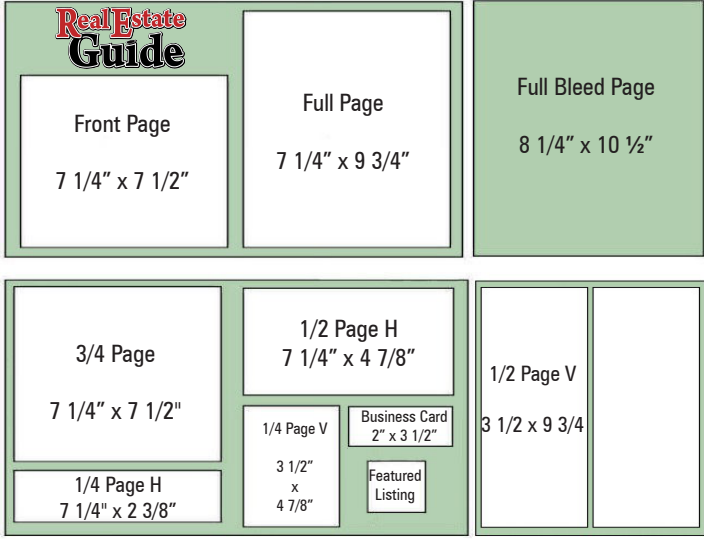 Real Estate
Guide
Front Page
7 1/4” x 7 1/2”
Full Page
7 1/4” x 9 3/4”
Full Bleed Page
8 1/4” x 10 ½”
3/4 Page
7 1/4” x 7 1/2"
1/4 Page H
7 1/4" x 2 3/8”
1/2 Page H
7 1/4” x 4 7/8”
1/4 Page V
3 1/2”
x
4 7/8”
Business Card
2” x 3 1/2”
Featured
Listing
1/2 Page V
3 1/2 x 9 3/4